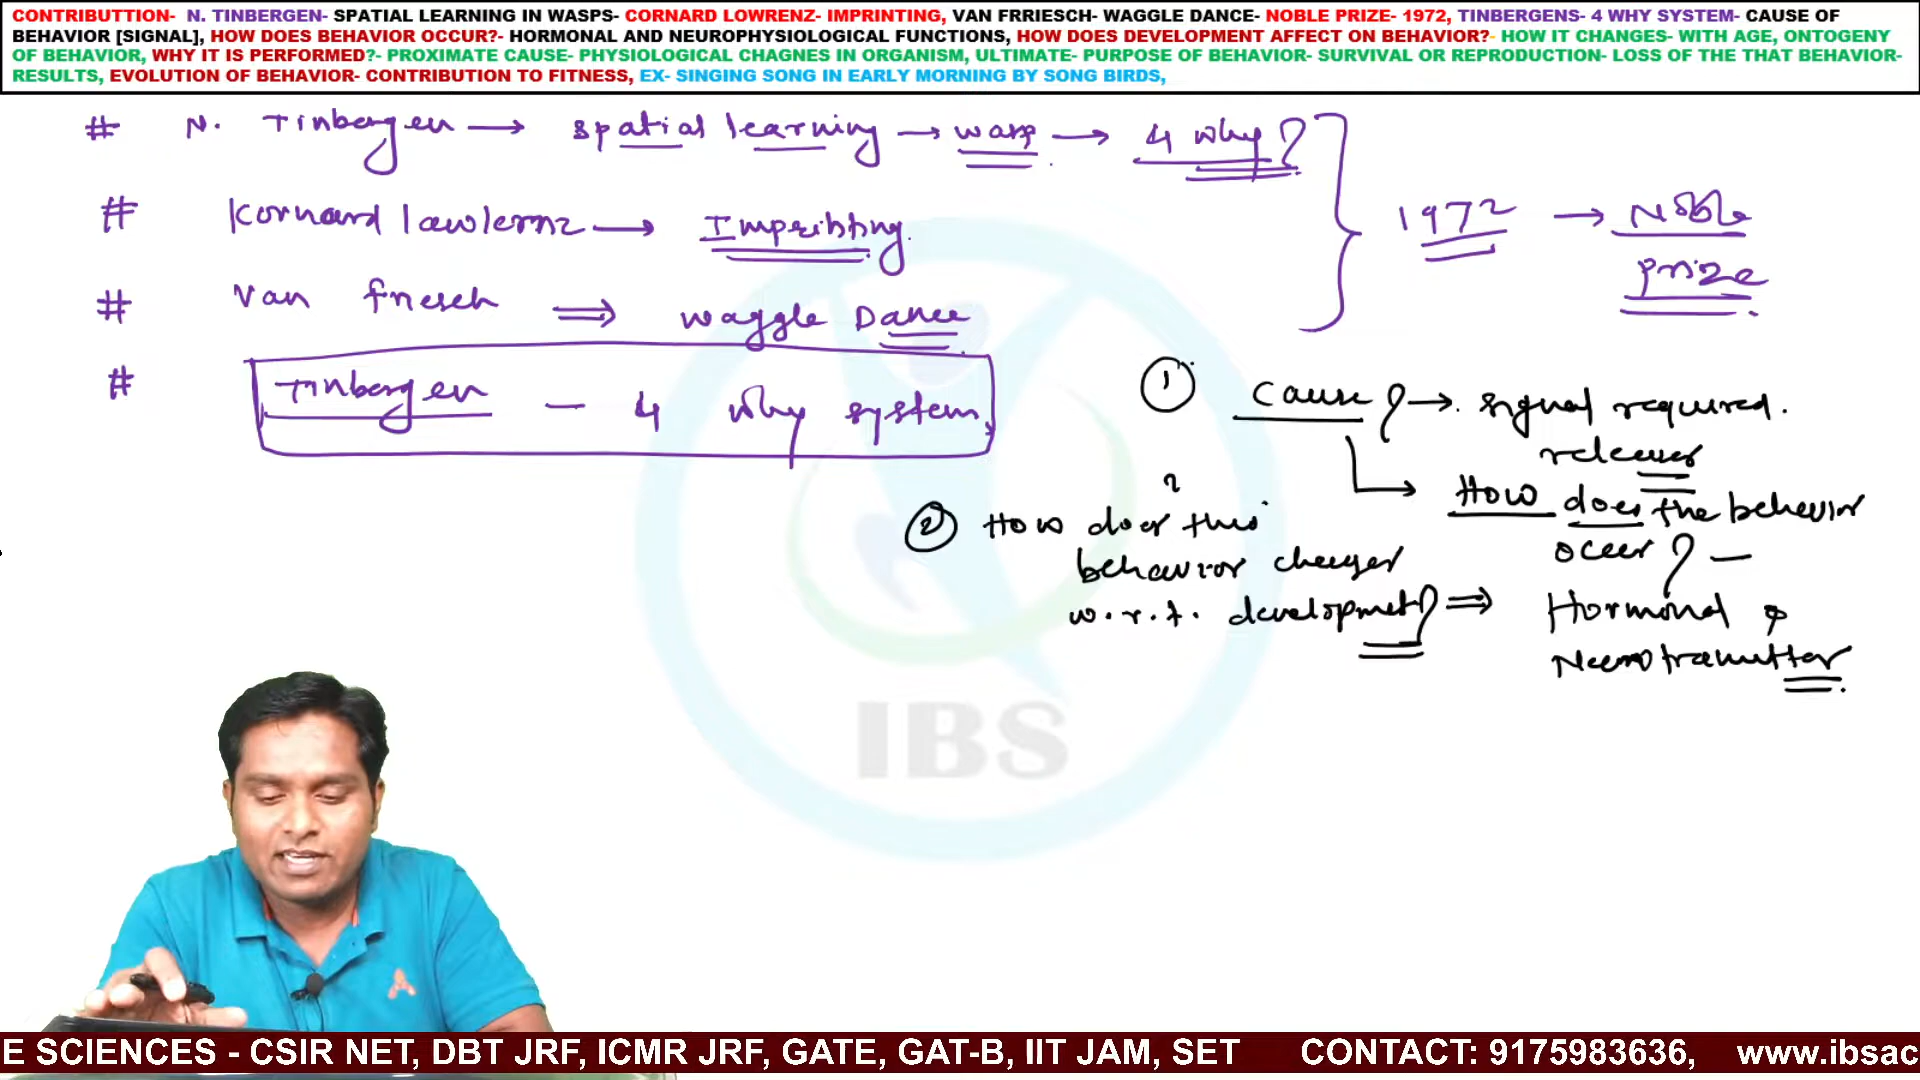 CONTRIBUTTION- N. TINBERGEN- SPATIAL LEARNING IN WASPS- CORNARD LOWRENZ- IMPRINTING, VAN FRRIESCH- WAGGLE DANCE- NOBLE PRIZE- 1972, TINBERGENS- 4 WHY SYSTEM- CAUSE OF
BEHAVIOR [SIGNAL], HOW DOES BEHAVIOR OCCUR?- HORMONAL AND NEUROPHYSIOLOGICAL FUNCTIONS, HOW DOES DEVELOPMENT AFFECT ON BEHAVIOR?- HOW IT CHANGES- WITH AGE, ONTOGENY
OF BEHAVIOR, WHY IT IS PERFORMED?- PROXIMATE CAUSE- PHYSIOLOGICAL CHAGNES IN ORGANISM, ULTIMATE- PURPOSE OF BEHAVIOR- SURVIVAL OR REPRODUCTION- LOSS OF THE THAT BEHAVIOR-
RESULTS, EVOLUTION OF BEHAVIOR- CONTRIBUTION TO FITNESS, EX- SINGING SONG IN EARLY MORNING BY SONG BIRDS,
# N. Tinbergen → spatial learning → wasp → 4 why?
# Kornard lawlernz → Impribting.
1972 → Noble prize
# Van friesch ⇒ Waggle Dance
# Tinbergen - 4 why system
① Cause? → signal required.
releaser
→ How does the behavior
occur? -
Hormonal &
Neurotramitter
② How does this
behavior changes
w.r.t. development? ⇒
IBS
E SCIENCES - CSIR NET, DBT JRF, ICMR JRF, GATE, GAT-B, IIT JAM, SET CONTACT: 9175983636, www.ibsac